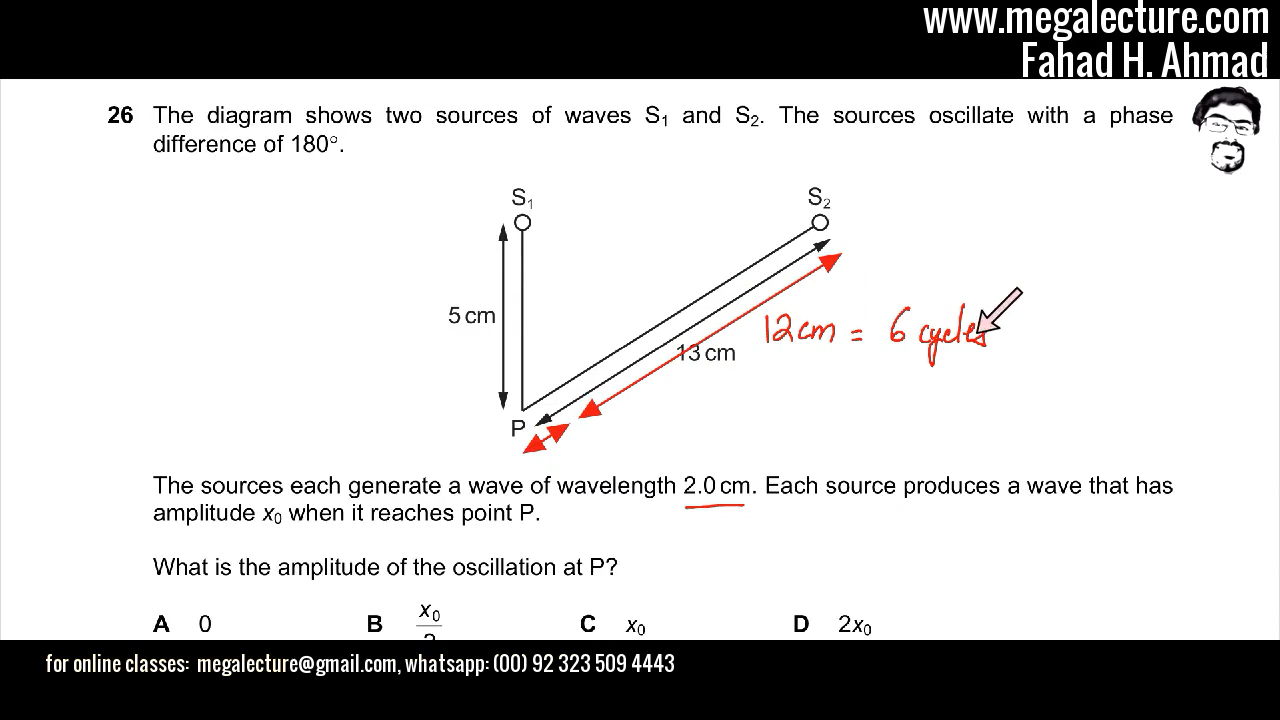 www.megalecture.com
Fahad H. Ahmad
26 The diagram shows two sources of waves S₁ and S₂. The sources oscillate with a phase
difference of 180°.
S₁ S₂
5 cm
12cm = 6 cycles
13 cm
P
The sources each generate a wave of wavelength 2.0 cm. Each source produces a wave that has
amplitude x₀ when it reaches point P.
What is the amplitude of the oscillation at P?
A 0 B x₀ C x₀ D 2x₀
for online classes: megalecture@gmail.com, whatsapp: (00) 92 323 509 4443